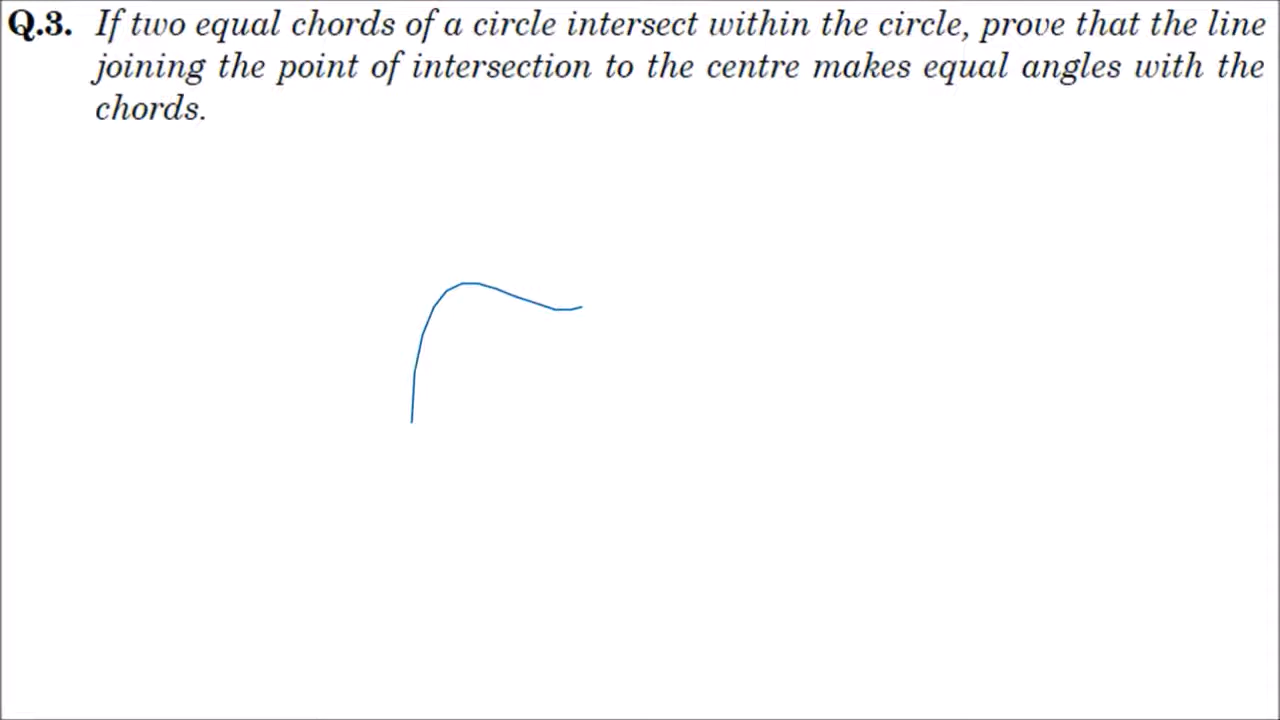 Q.3. If two equal chords of a circle intersect within the circle, prove that the line
joining the point of intersection to the centre makes equal angles with the
chords.